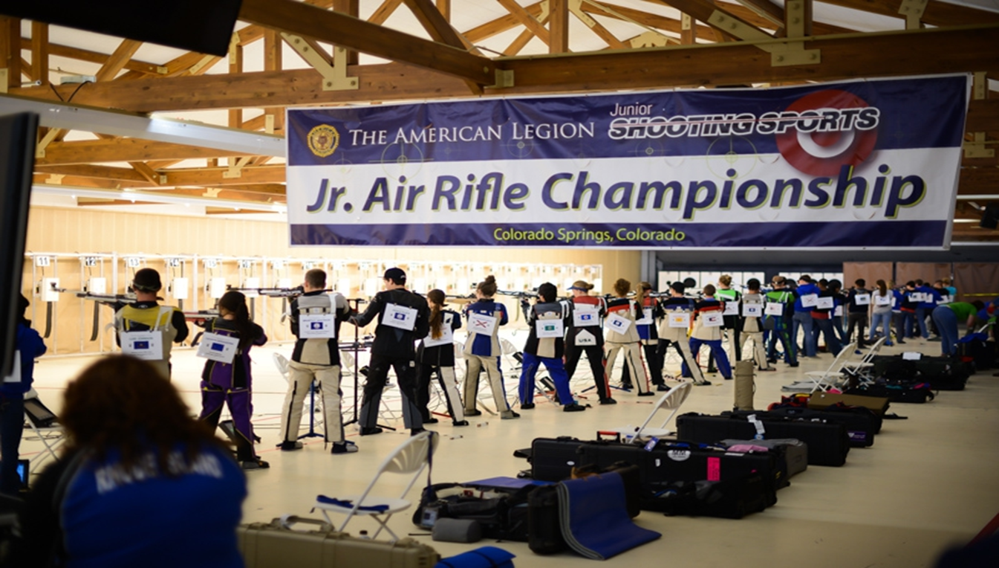 THE AMERICAN LEGION
Junior
SHOOTING SPORTS
Jr. Air Rifle Championship
Colorado Springs, Colorado
11
12
13
14
USA